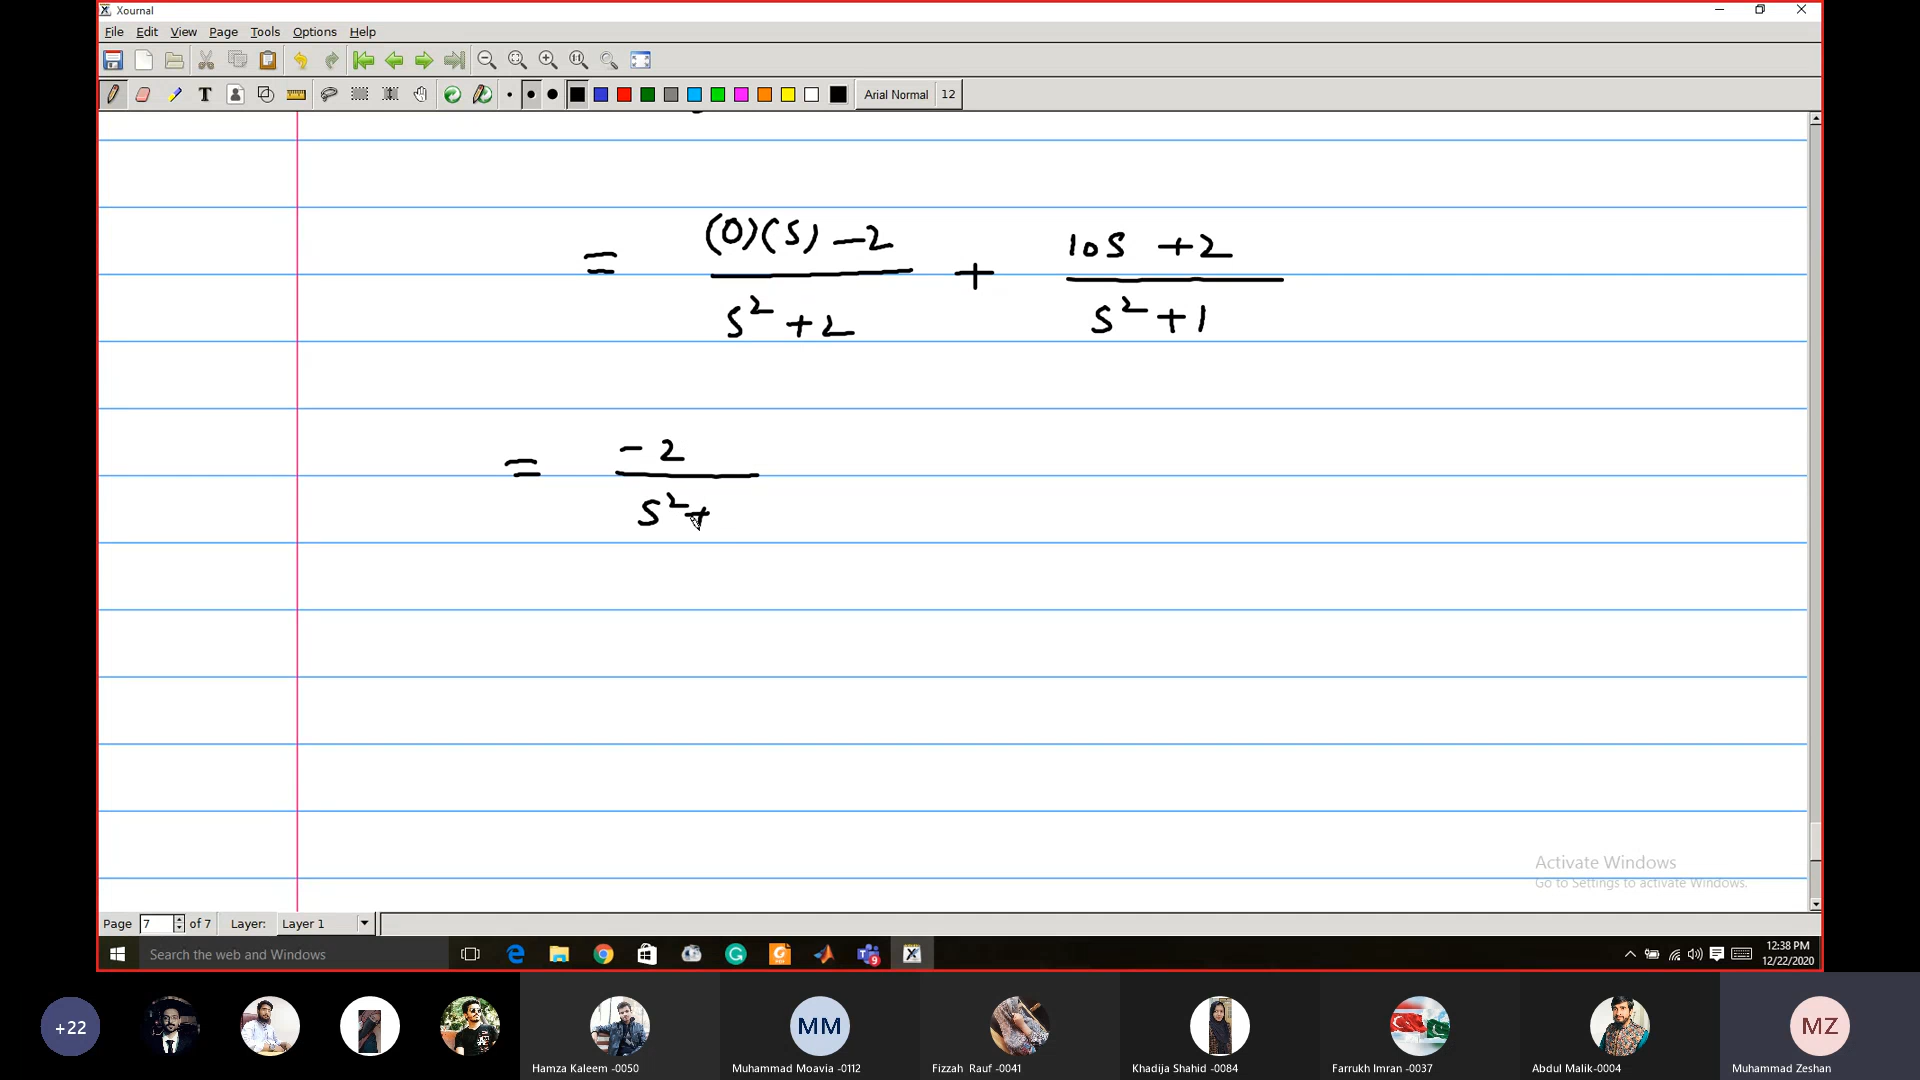 Xournal
File Edit View Page Tools Options Help
T Arial Normal 12
= (0)(s) -2 / s² +2 + 10s +2 / s² +1
= -2 / s² +
Activate Windows
Go to Settings to activate Windows.
Page 7 of 7 Layer: Layer 1
Search the web and Windows
12:38 PM
12/22/2020
+22 MM MZ
Hamza Kaleem -0050 Muhammad Moavia -0112 Fizzah Rauf -0041 Khadija Shahid -0084 Farrukh Imran -0037 Abdul Malik-0004 Muhammad Zeshan